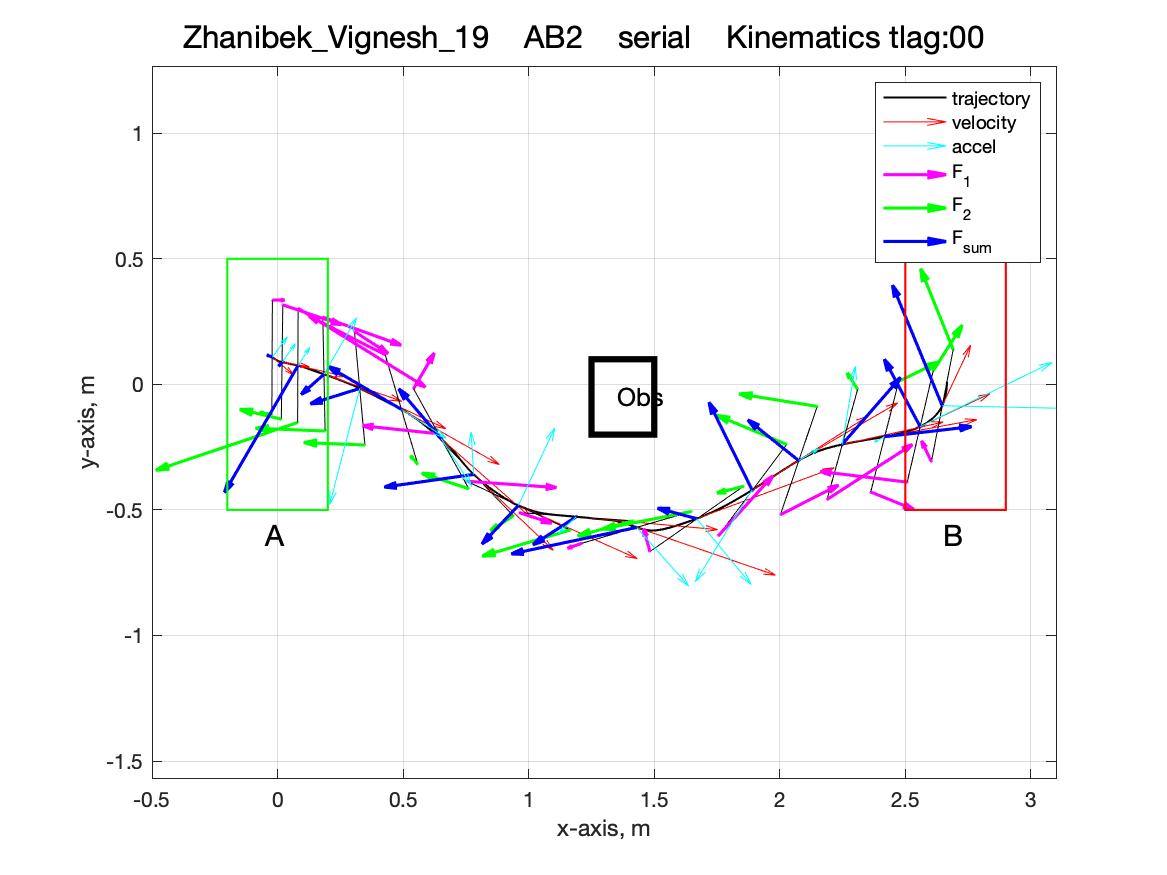 Zhanibek_Vignesh_19 AB2 serial Kinematics tlag:00
trajectory
velocity
accel
F1
F2
Fsum
1
0.5
0
-0.5
-1
-1.5
y-axis, m
Obs
A
B
-0.5 0 0.5 1 1.5 2 2.5 3
x-axis, m